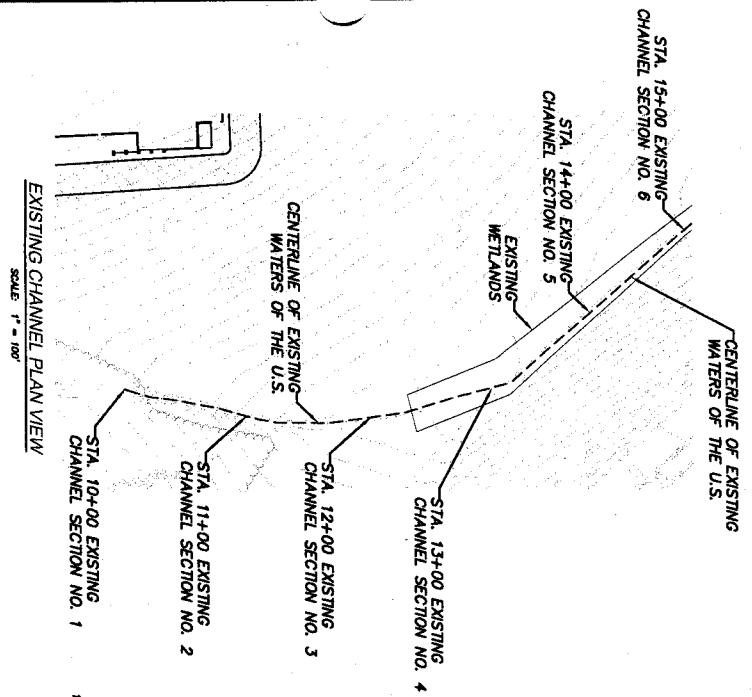 STA. 15+00 EXISTING
CHANNEL SECTION NO. 6
STA. 14+00 EXISTING
CHANNEL SECTION NO. 5
EXISTING
WETLANDS
CENTERLINE OF EXISTING
WATERS OF THE U.S.
CENTERLINE OF EXISTING
WATERS OF THE U.S.
STA. 13+00 EXISTING
CHANNEL SECTION NO. 4
STA. 12+00 EXISTING
CHANNEL SECTION NO. 3
STA. 11+00 EXISTING
CHANNEL SECTION NO. 2
STA. 10+00 EXISTING
CHANNEL SECTION NO. 1
EXISTING CHANNEL PLAN VIEW
SCALE: 1" = 100'